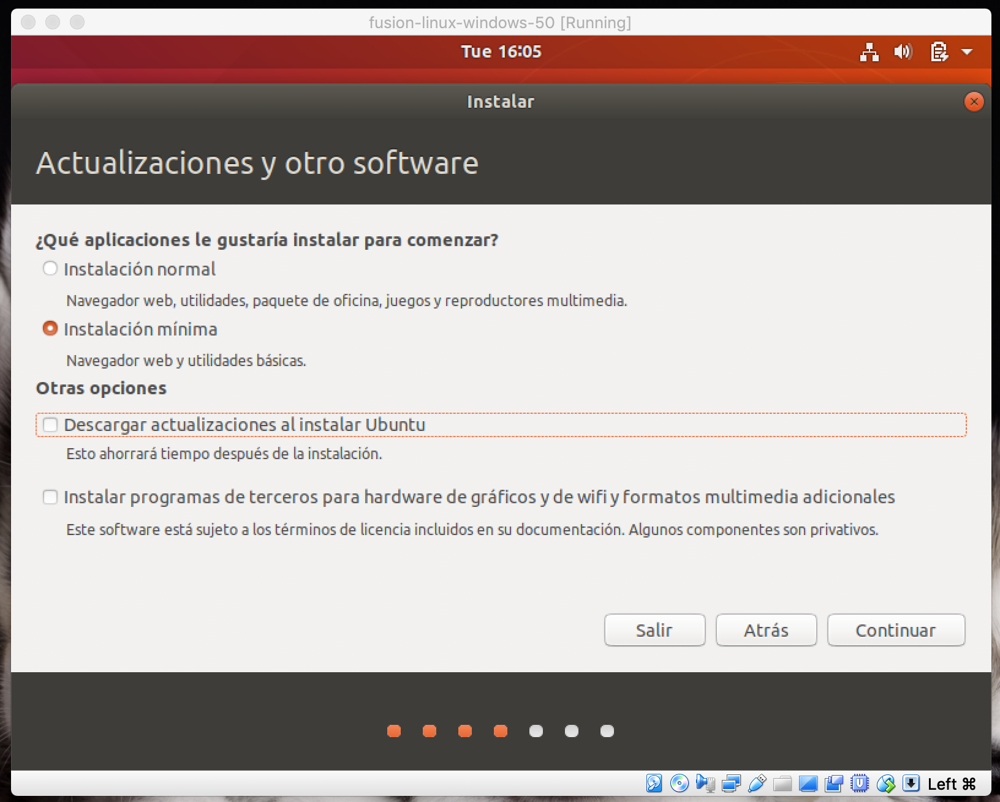 fusion-linux-windows-50 [Running]
Tue 16:05
Instalar
Actualizaciones y otro software
¿Qué aplicaciones le gustaría instalar para comenzar?
Instalación normal
Navegador web, utilidades, paquete de oficina, juegos y reproductores multimedia.
Instalación mínima
Navegador web y utilidades básicas.
Otras opciones
Descargar actualizaciones al instalar Ubuntu
Esto ahorrará tiempo después de la instalación.
Instalar programas de terceros para hardware de gráficos y de wifi y formatos multimedia adicionales
Este software está sujeto a los términos de licencia incluidos en su documentación. Algunos componentes son privativos.
Salir
Atrás
Continuar
Left ⌘